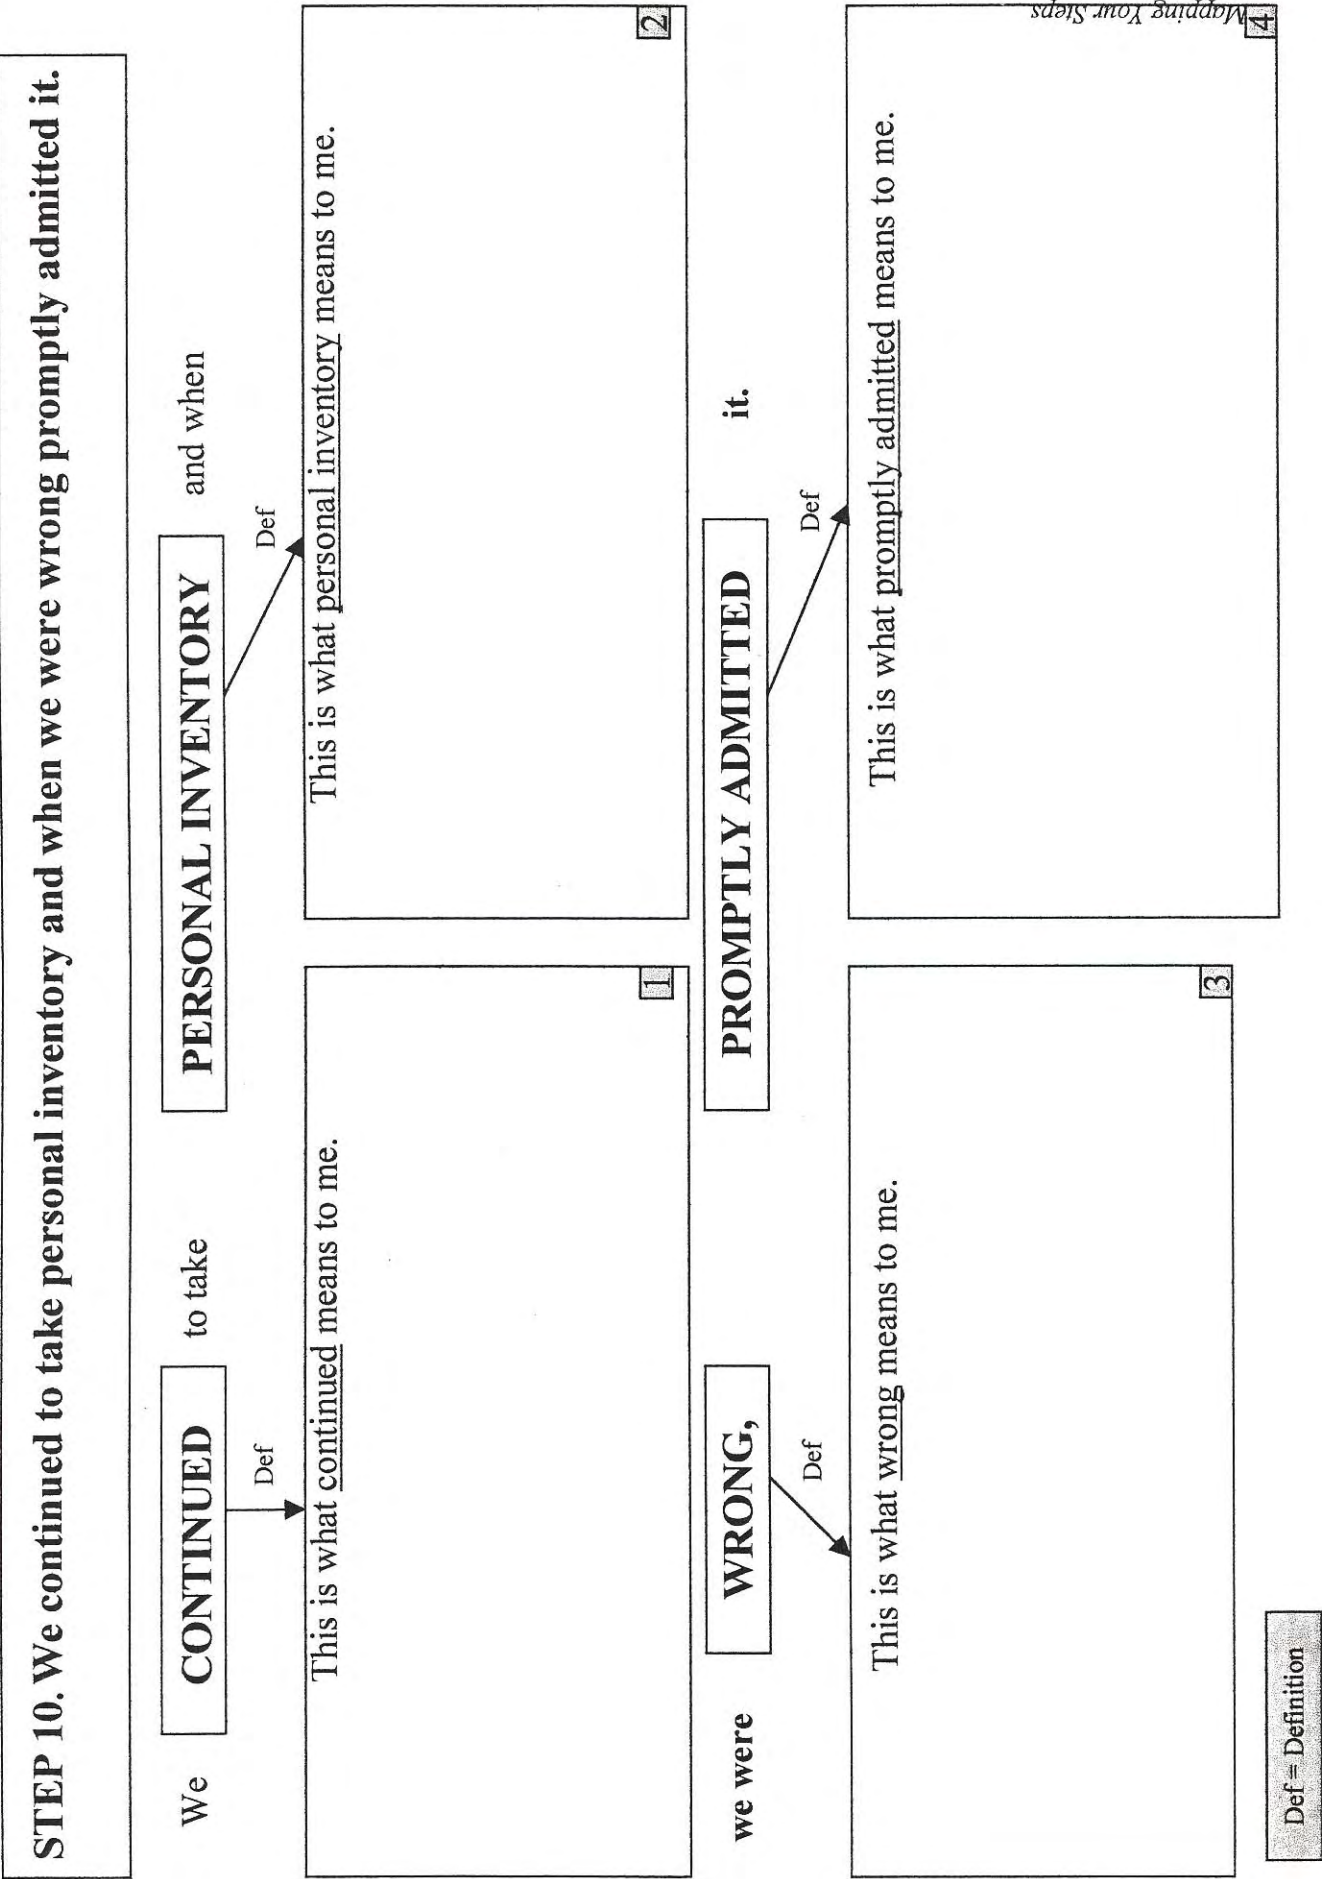 STEP 10. We continued to take personal inventory and when we were wrong promptly admitted it.
We CONTINUED to take PERSONAL INVENTORY and when
Def Def
This is what continued means to me. This is what personal inventory means to me.
1 2
we were WRONG, PROMPTLY ADMITTED it.
Def Def
This is what wrong means to me. This is what promptly admitted means to me.
3 4
Def = Definition
Mapping Your Steps